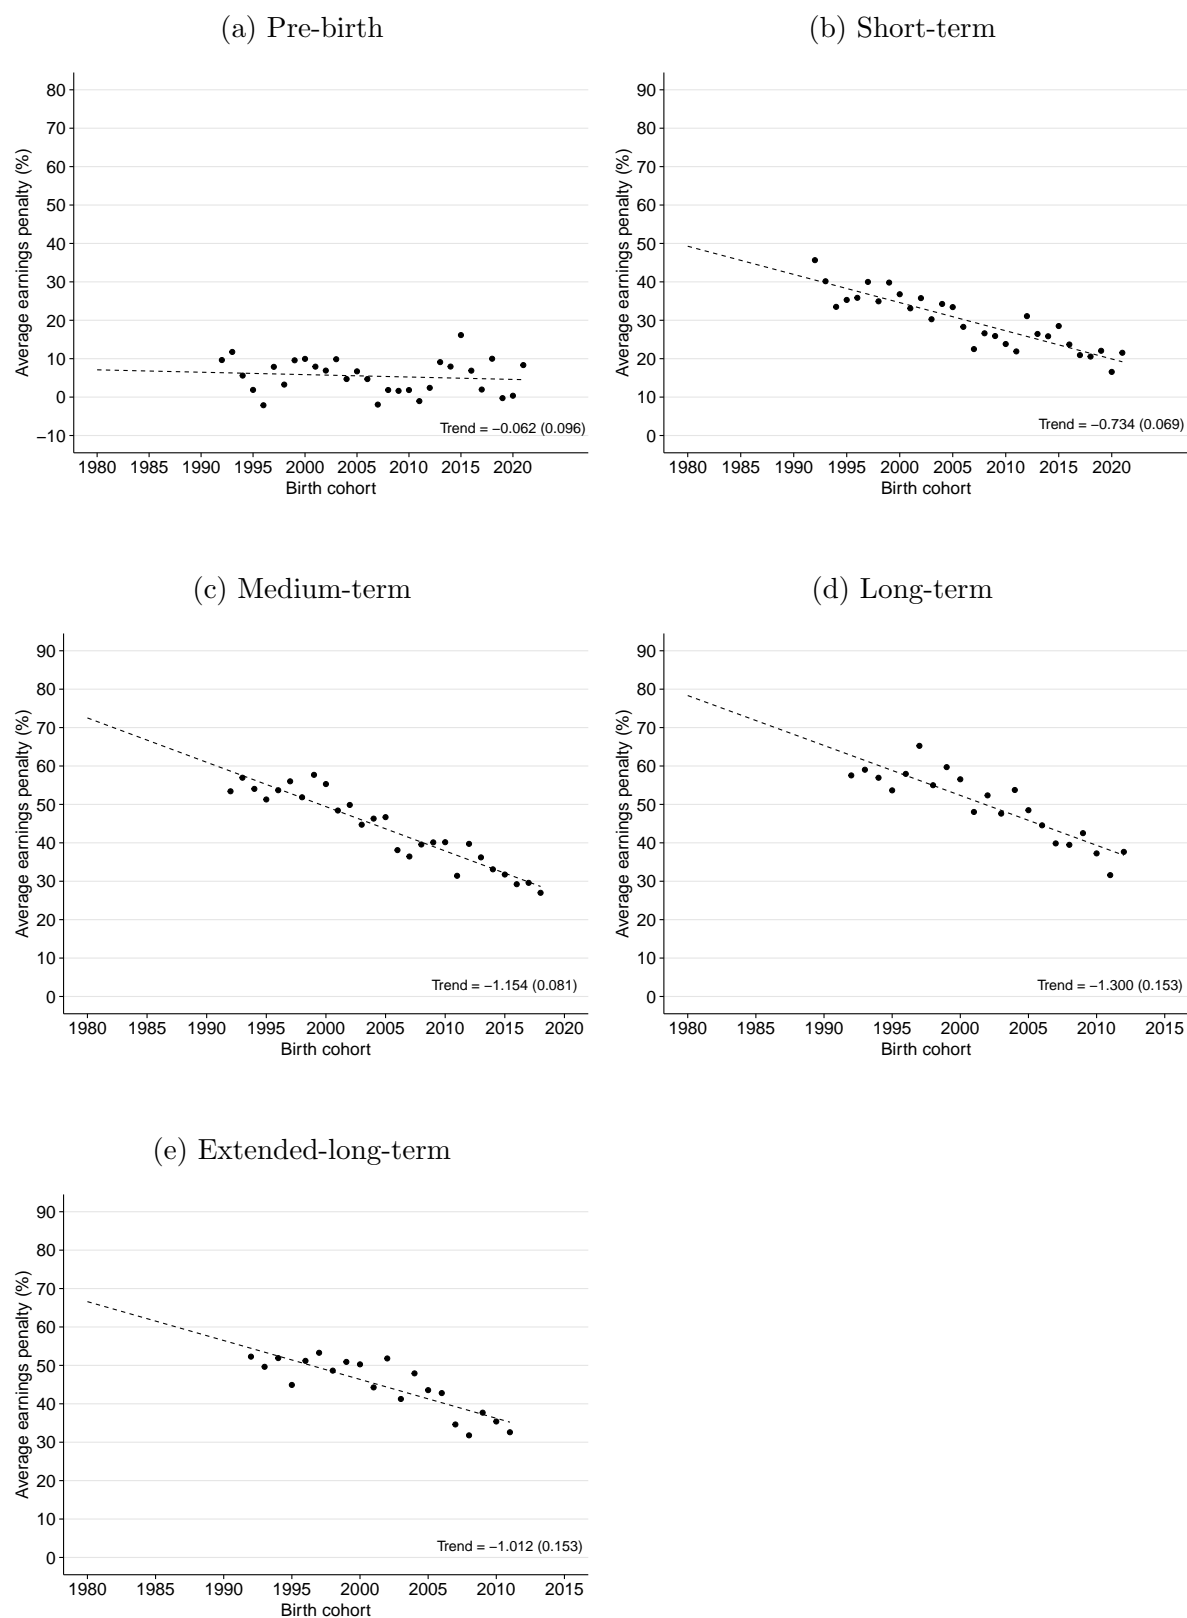 (a) Pre-birth
Average earnings penalty (%)
80
70
60
50
40
30
20
10
0
−10
1980 1985 1990 1995 2000 2005 2010 2015 2020
Birth cohort
Trend = −0.062 (0.096)
(b) Short-term
Average earnings penalty (%)
90
80
70
60
50
40
30
20
10
0
1980 1985 1990 1995 2000 2005 2010 2015 2020
Birth cohort
Trend = −0.734 (0.069)
(c) Medium-term
Average earnings penalty (%)
90
80
70
60
50
40
30
20
10
0
1980 1985 1990 1995 2000 2005 2010 2015 2020
Birth cohort
Trend = −1.154 (0.081)
(d) Long-term
Average earnings penalty (%)
90
80
70
60
50
40
30
20
10
0
1980 1985 1990 1995 2000 2005 2010 2015
Birth cohort
Trend = −1.300 (0.153)
(e) Extended-long-term
Average earnings penalty (%)
90
80
70
60
50
40
30
20
10
0
1980 1985 1990 1995 2000 2005 2010 2015
Birth cohort
Trend = −1.012 (0.153)